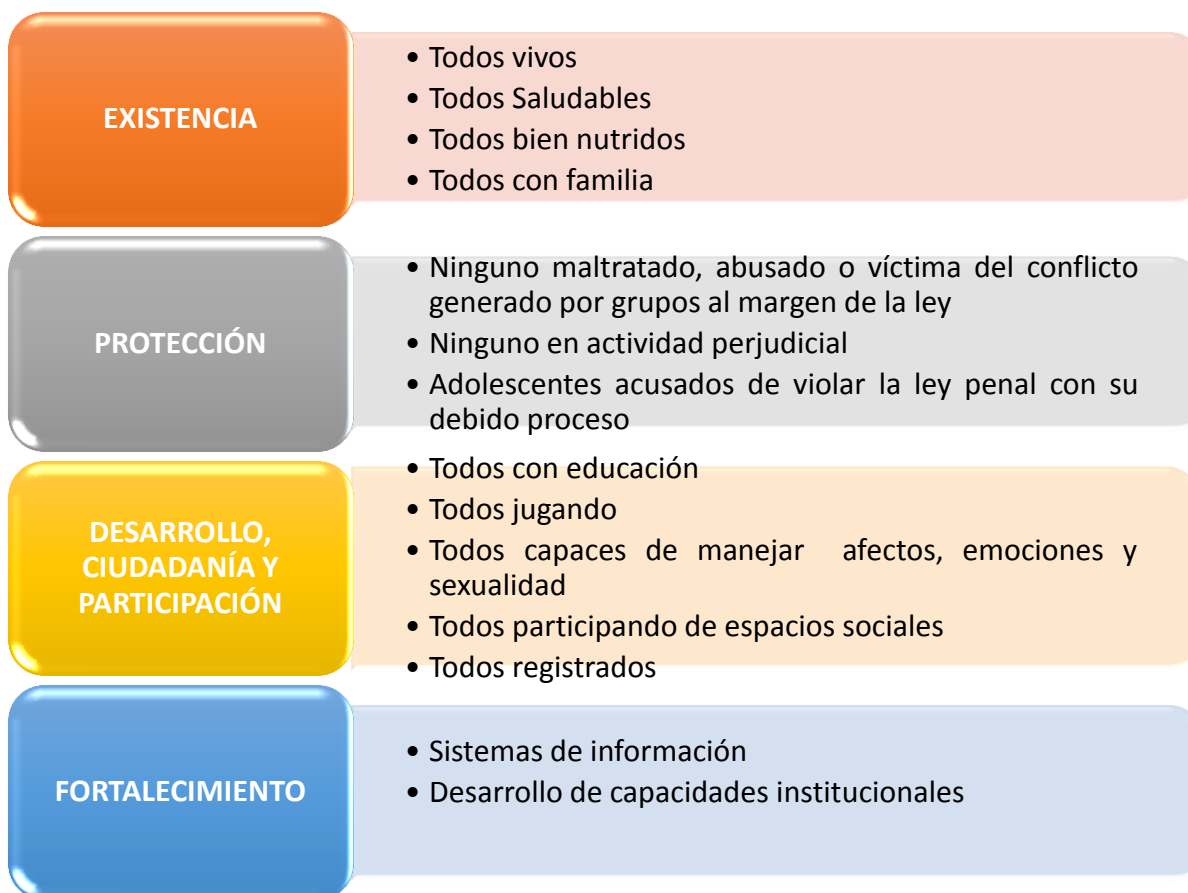 EXISTENCIA
• Todos vivos
• Todos Saludables
• Todos bien nutridos
• Todos con familia
PROTECCIÓN
• Ninguno maltratado, abusado o víctima del conflicto
generado por grupos al margen de la ley
• Ninguno en actividad perjudicial
• Adolescentes acusados de violar la ley penal con su
debido proceso
DESARROLLO,
CIUDADANÍA Y
PARTICIPACIÓN
• Todos con educación
• Todos jugando
• Todos capaces de manejar afectos, emociones y
sexualidad
• Todos participando de espacios sociales
• Todos registrados
FORTALECIMIENTO
• Sistemas de información
• Desarrollo de capacidades institucionales